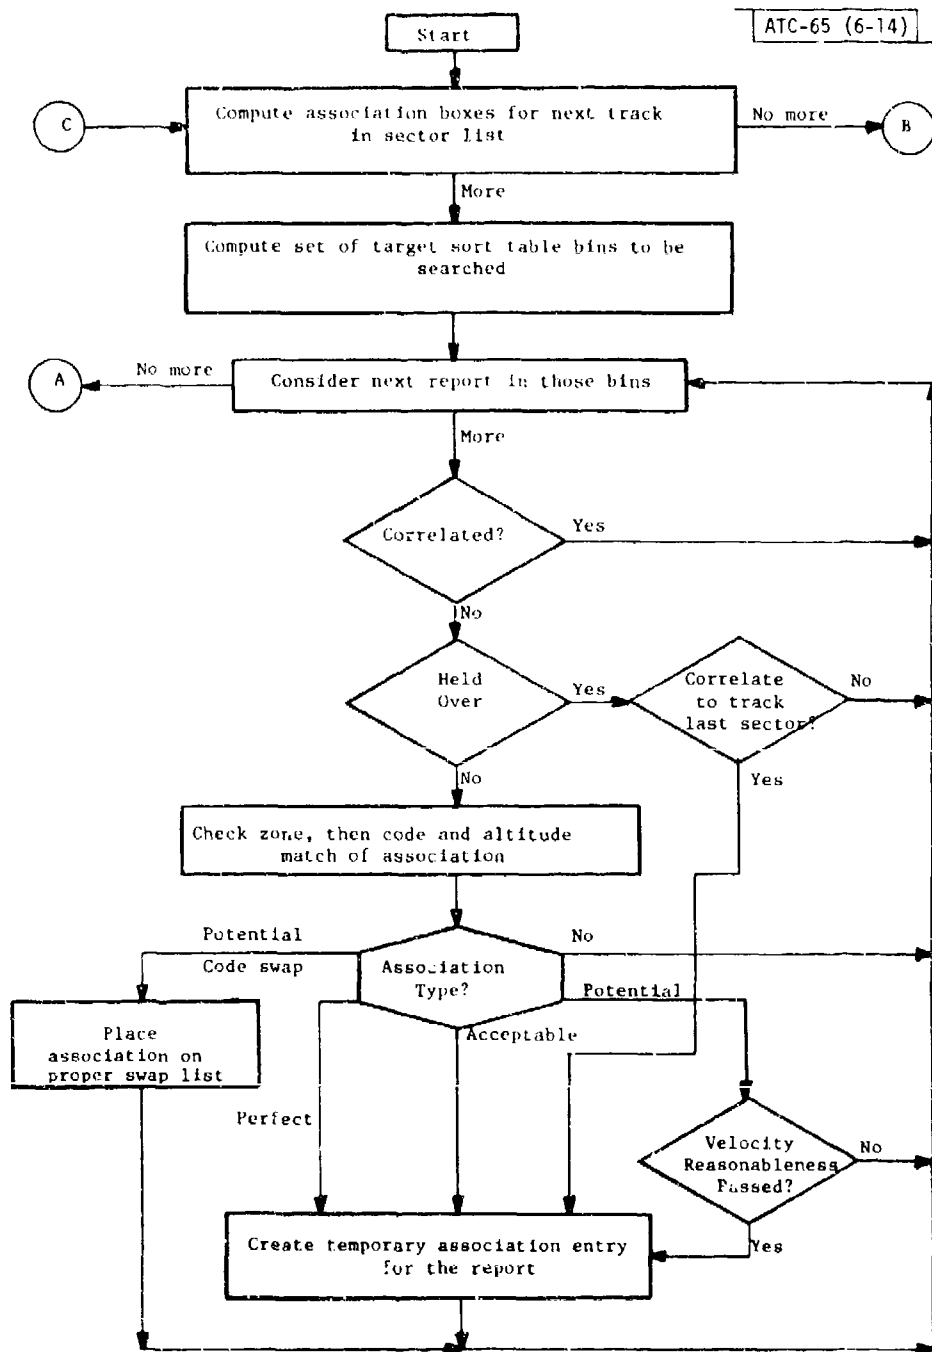 ATC-65 (6-14)
Start
C
Compute association boxes for next track
in sector list
No more
B
More
Compute set of target sort table bins to be
searched
A
No more
Consider next report in those bins
More
Correlated?
Yes
No
Held
Over
Yes
Correlate
to track
last sector?
No
No
Yes
Check zone, then code and altitude
match of association
Potential
Code swap
Association
Type?
No
Potential
Place
association on
proper swap list
Acceptable
Perfect
Velocity
Reasonableness
Passed?
No
Create temporary association entry
for the report
Yes